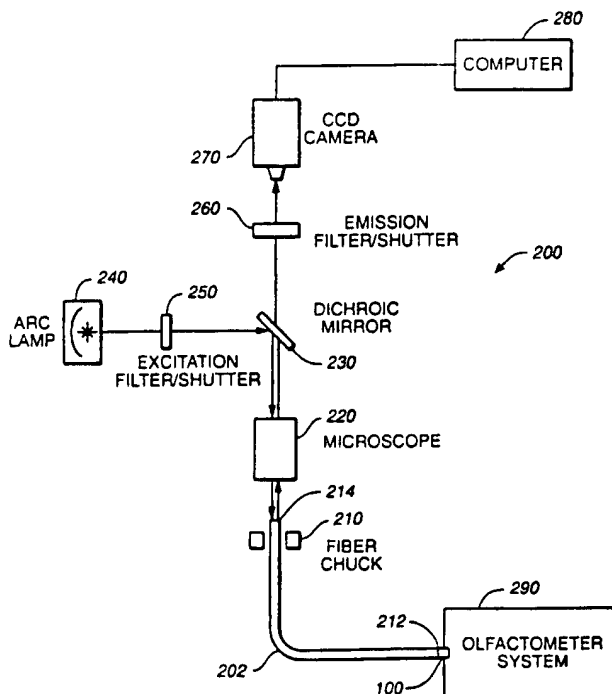 280
COMPUTER
CCD
CAMERA
270
260
EMISSION
FILTER/SHUTTER
200
240
250
ARC
LAMP
DICHROIC
MIRROR
230
EXCITATION
FILTER/SHUTTER
220
MICROSCOPE
214
210
FIBER
CHUCK
290
212
OLFACTOMETER
SYSTEM
202
100